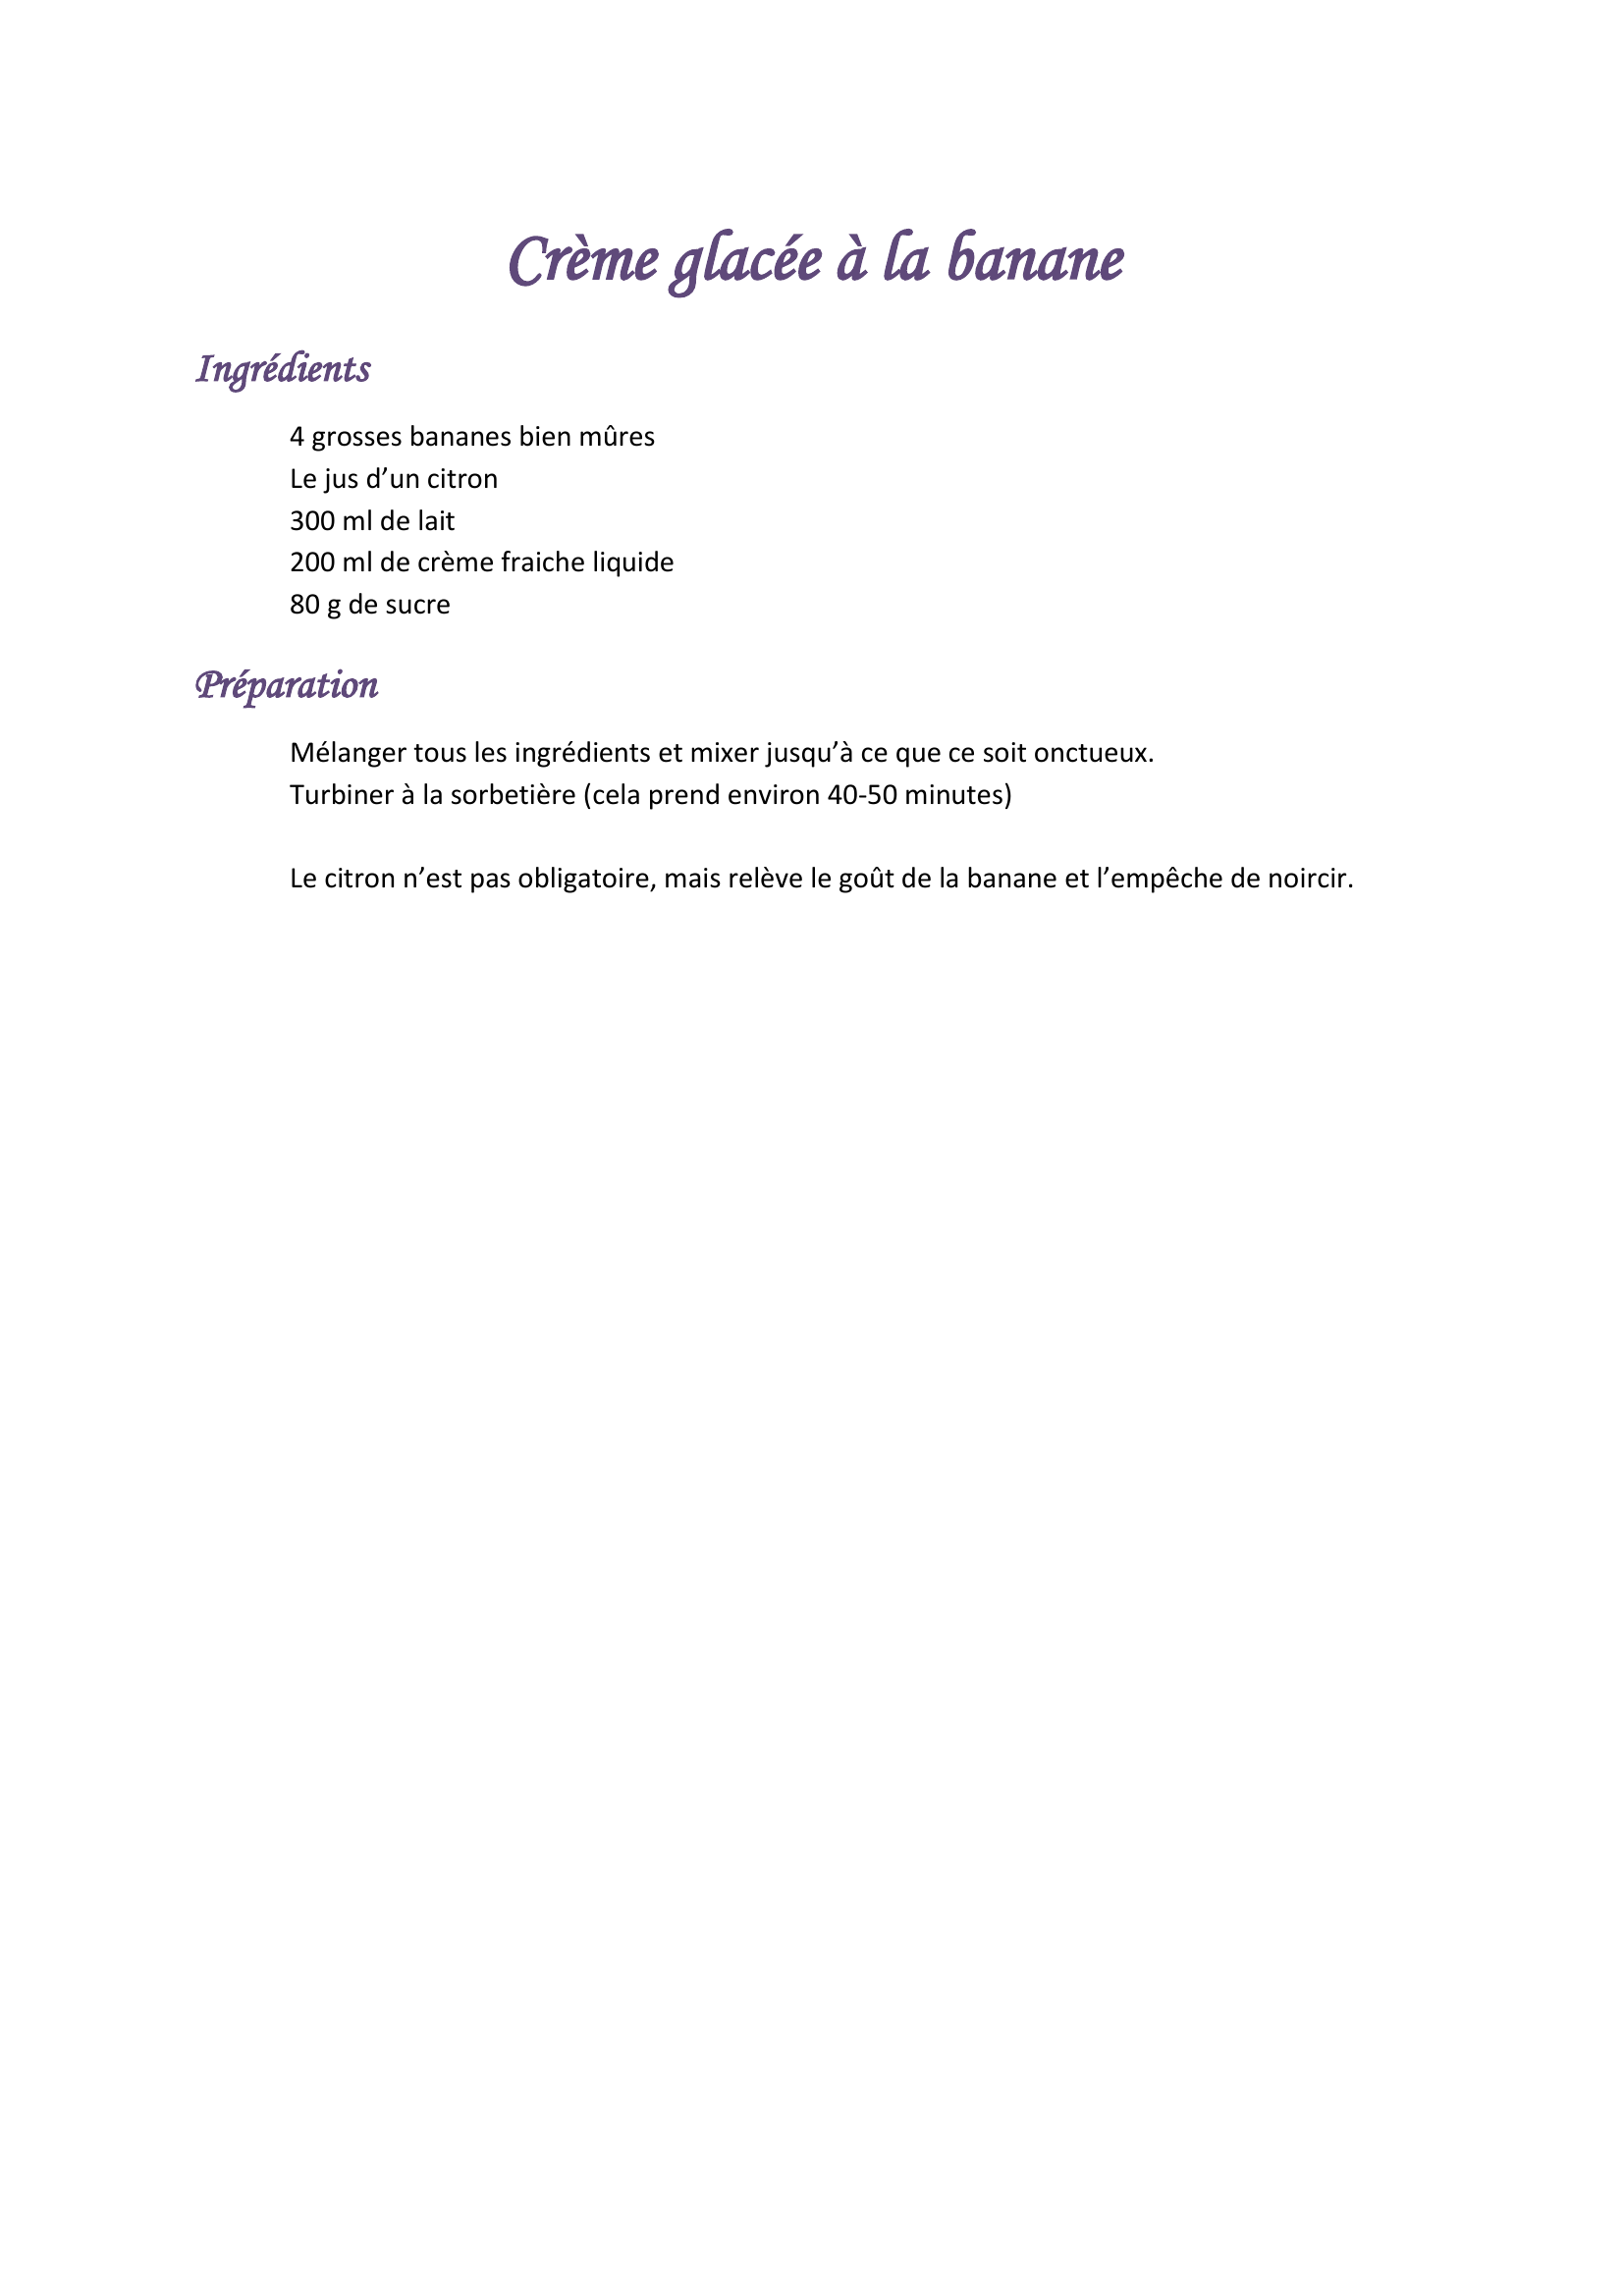 Crème glacée à la banane
Ingrédients
4 grosses bananes bien mûres
Le jus d’un citron
300 ml de lait
200 ml de crème fraiche liquide
80 g de sucre
Préparation
Mélanger tous les ingrédients et mixer jusqu’à ce que ce soit onctueux.
Turbiner à la sorbetière (cela prend environ 40-50 minutes)
Le citron n’est pas obligatoire, mais relève le goût de la banane et l’empêche de noircir.